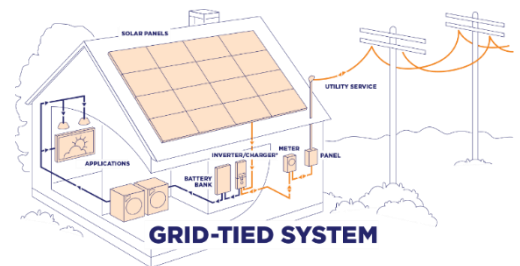 SOLAR PANELS
UTILITY SERVICE
METER
INVERTER/CHARGER*
PANEL
APPLICATIONS
BATTERY
BANK
GRID-TIED SYSTEM